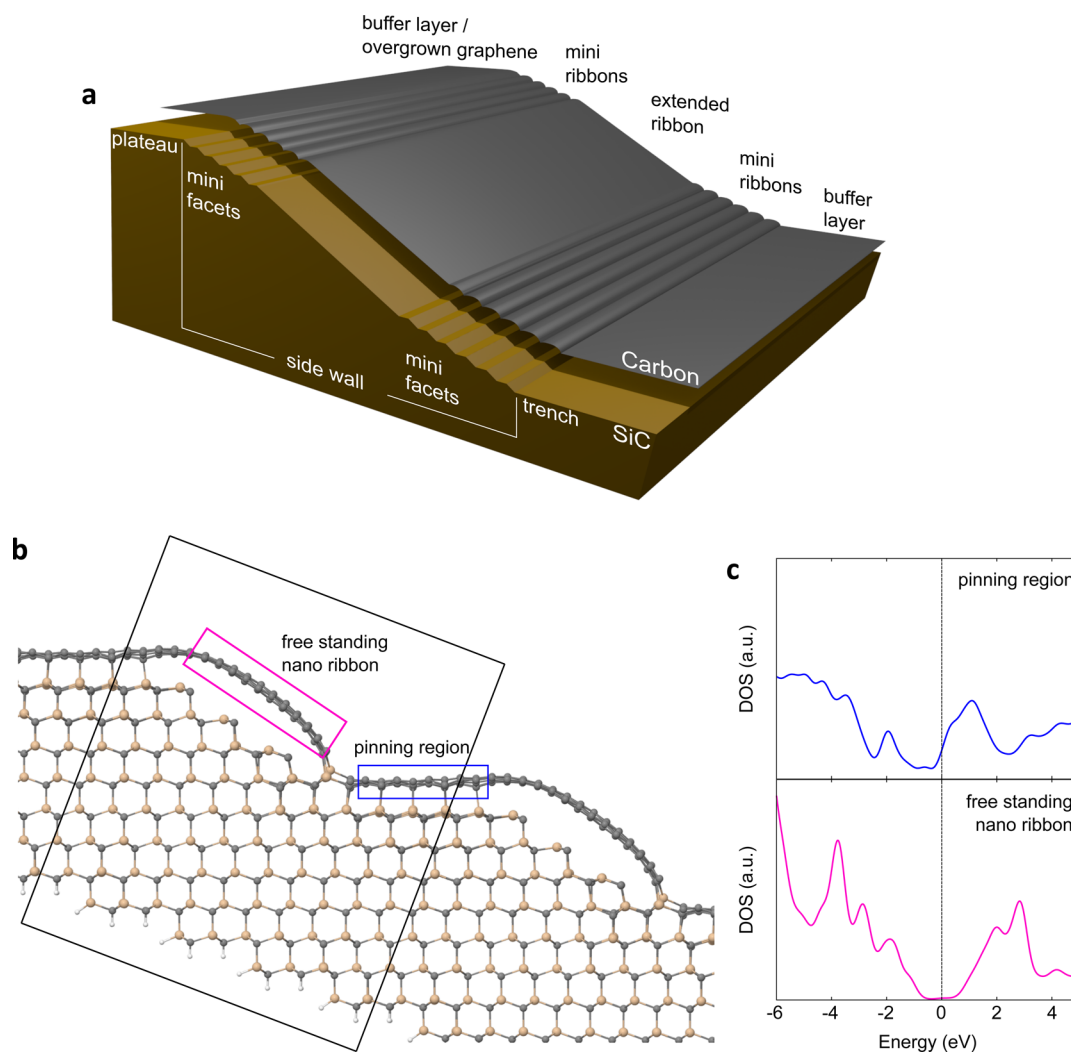 a
buffer layer /
overgrown graphene
mini
ribbons
extended
ribbon
mini
ribbons
buffer
layer
plateau
mini
facets
side wall
mini
facets
trench
Carbon
SiC
b
free standing
nano ribbon
pinning region
c
pinning region
DOS (a.u.)
free standing
nano ribbon
DOS (a.u.)
-6 -4 -2 0 2 4
Energy (eV)